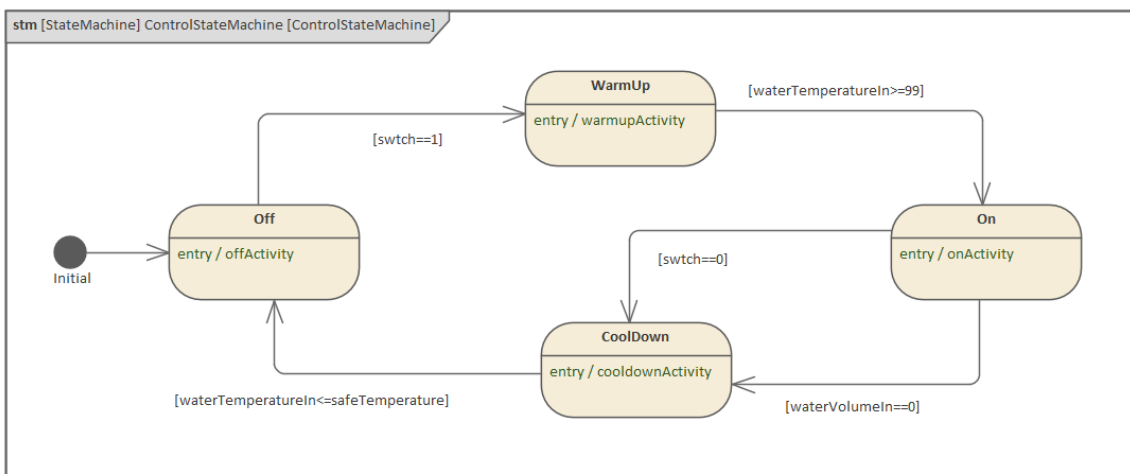 stm [StateMachine] ControlStateMachine [ControlStateMachine]
WarmUp
entry / warmupActivity
[waterTemperatureIn>=99]
[swtch==1]
Off
entry / offActivity
Initial
On
entry / onActivity
[swtch==0]
CoolDown
entry / cooldownActivity
[waterTemperatureIn<=safeTemperature]
[waterVolumeIn==0]